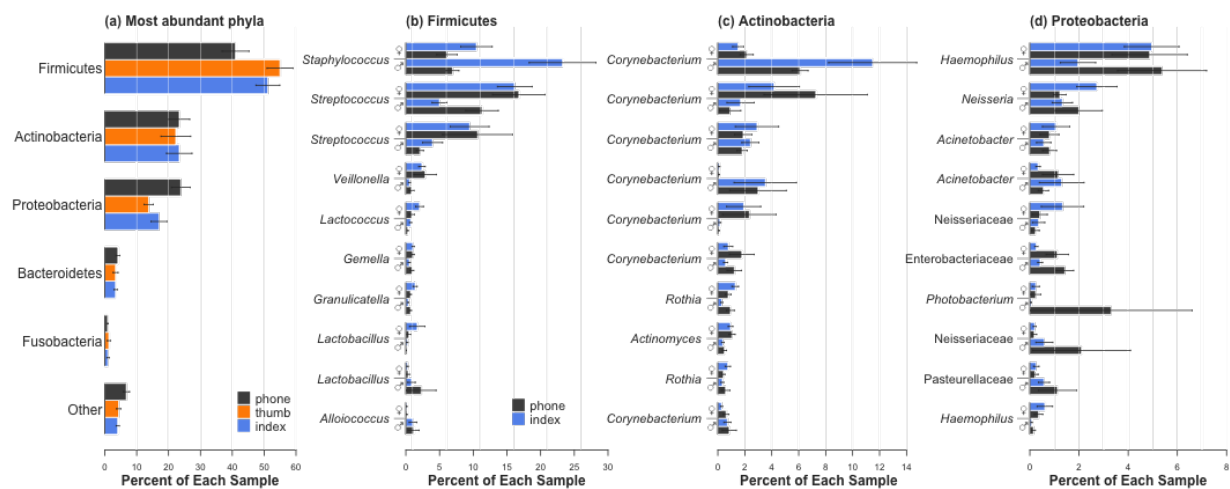 (a) Most abundant phyla
Firmicutes
Actinobacteria
Proteobacteria
Bacteroidetes
Fusobacteria
Other
phone
thumb
index
0 10 20 30 40 50 60
Percent of Each Sample
(b) Firmicutes
Staphylococcus
♀
♂
Streptococcus
♀
♂
Streptococcus
♀
♂
Veillonella
♀
♂
Lactococcus
♀
♂
Gemella
♀
♂
Granulicatella
♀
♂
Lactobacillus
♀
♂
Lactobacillus
♀
♂
Alloiococcus
♀
♂
phone
index
0 5 10 15 20 25 30
Percent of Each Sample
(c) Actinobacteria
Corynebacterium
♀
♂
Corynebacterium
♀
♂
Corynebacterium
♀
♂
Corynebacterium
♀
♂
Corynebacterium
♀
♂
Corynebacterium
♀
♂
Rothia
♀
♂
Actinomyces
♀
♂
Rothia
♀
♂
Corynebacterium
♀
♂
phone
index
0 2 4 6 8 10 12 14
Percent of Each Sample
(d) Proteobacteria
Haemophilus
♀
♂
Neisseria
♀
♂
Acinetobacter
♀
♂
Acinetobacter
♀
♂
Neisseriaceae
♀
♂
Enterobacteriaceae
♀
♂
Photobacterium
♀
♂
Neisseriaceae
♀
♂
Pasteurellaceae
♀
♂
Haemophilus
♀
♂
0 2 4 6 8
Percent of Each Sample